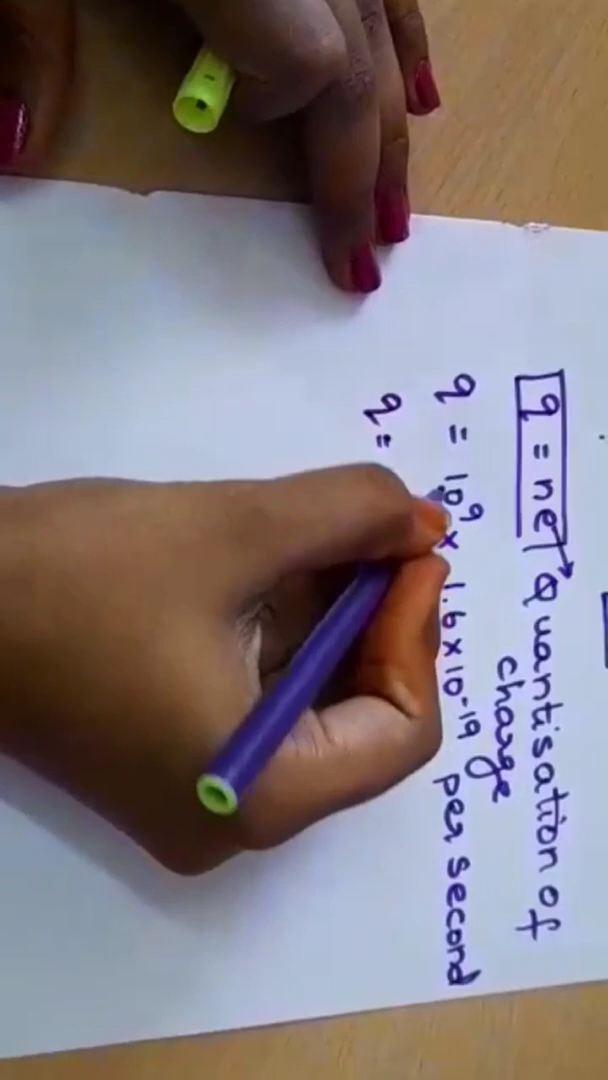 q = ne → Quantisation of
charge
q = 10⁹ × 1.6 × 10⁻¹⁹ per second
q =